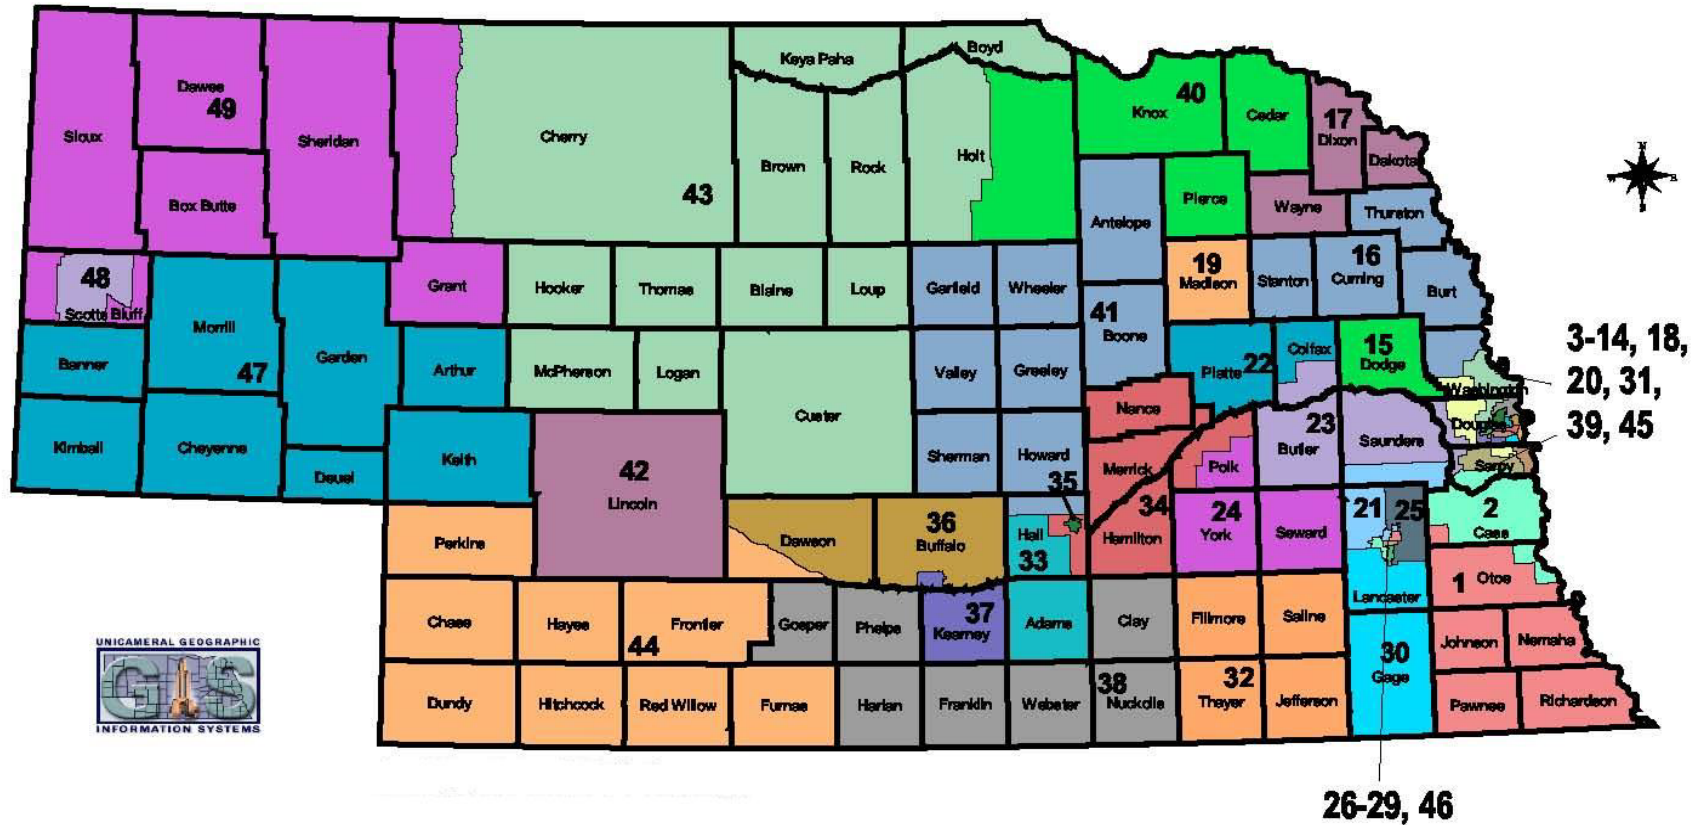 Keya Paha
Boyd
Dawes
49
Sioux
Sheridan
Cherry
43
Brown
Rock
Holt
Knox
40
Cedar
17
Dixon
Dakota
Box Butte
Antelope
Pierce
Wayne
Thurston
N
W
E
S
48
Scotts Bluff
Morrill
47
Garden
Grant
Hooker
Thomas
Blaine
Loup
Garfield
Wheeler
41
Boone
19
Madison
Stanton
16
Cuming
Burt
Banner
Arthur
McPherson
Logan
Custer
Valley
Greeley
Platte
22
Colfax
15
Dodge
Washington
3-14, 18,
20, 31,
39, 45
Kimball
Cheyenne
Deuel
Keith
42
Lincoln
Sherman
Howard
Nance
Merrick
34
Polk
23
Butler
Saunders
Douglas
Sarpy
Perkins
Dawson
36
Buffalo
35
Hall
33
Hamilton
24
York
Seward
21
25
Lancaster
2
Cass
1
Otoe
Chase
Hayes
44
Frontier
Gosper
Phelps
37
Kearney
Adams
Clay
Fillmore
Saline
30
Gage
Johnson
Nemaha
Dundy
Hitchcock
Red Willow
Furnas
Harlan
Franklin
Webster
38
Nuckolls
32
Thayer
Jefferson
Pawnee
Richardson
UNICAMERAL GEOGRAPHIC
GIS
INFORMATION SYSTEMS
26-29, 46